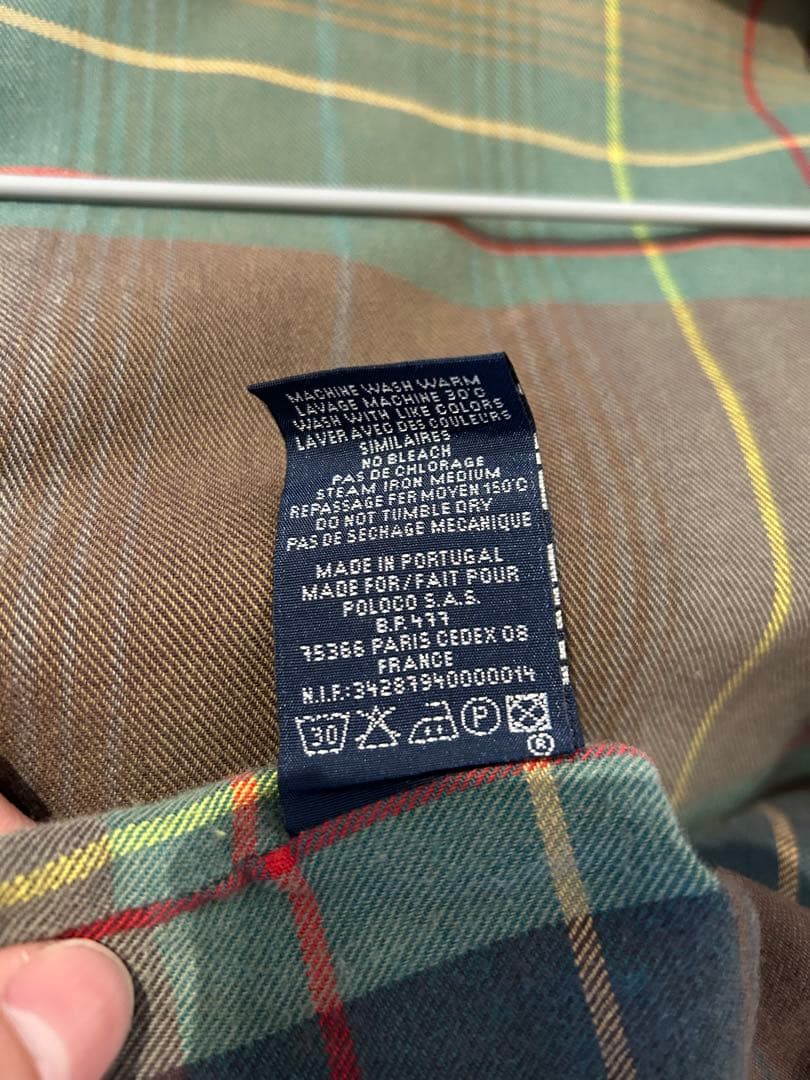 MACHINE WASH WARM
LAVAGE MACHINE 30°C
WASH WITH LIKE COLORS
LAVER AVEC DES COULEURS
SIMILAIRES
NO BLEACH
PAS DE CHLORAGE
STEAM IRON MEDIUM
REPASSAGE FER MOYEN 150°C
DO NOT TUMBLE DRY
PAS DE SECHAGE MECANIQUE
MADE IN PORTUGAL
MADE FOR/FAIT POUR
POLOCO S.A.S.
B.P. 477
75366 PARIS CEDEX 08
FRANCE
N.I.F.:34287940000014
30 P
®